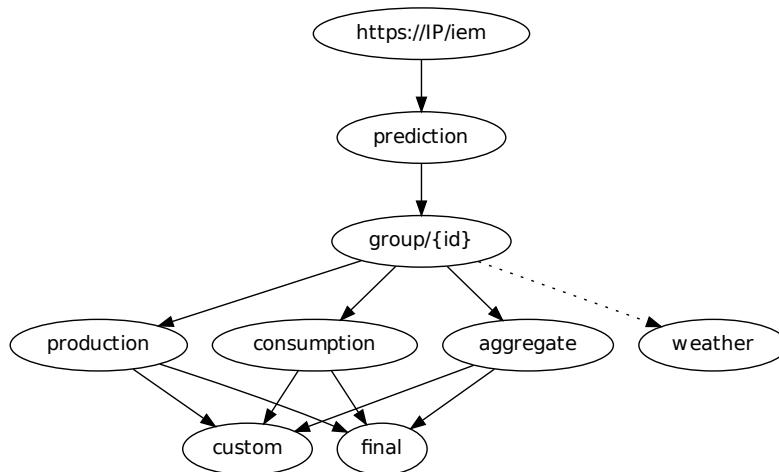 https://IP/iem
prediction
group/{id}
production
consumption
aggregate
weather
custom
final